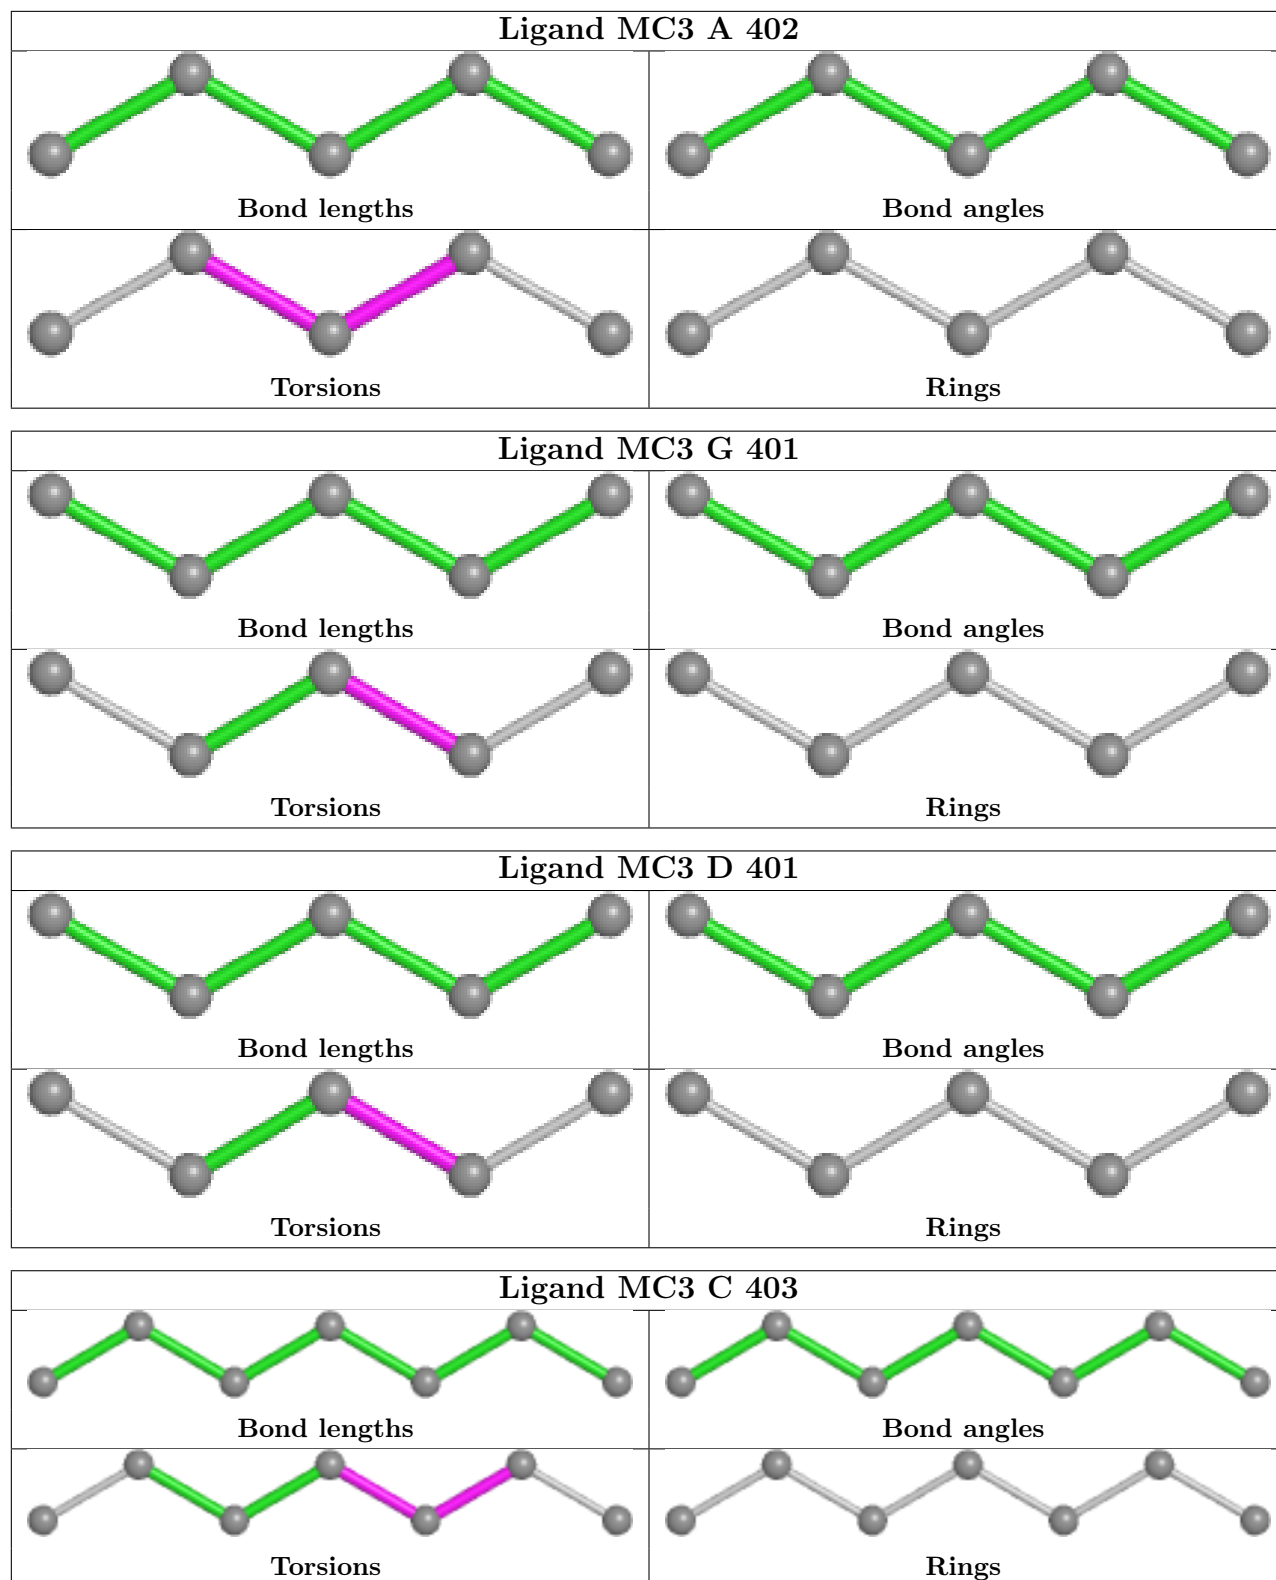 Ligand MC3 A 402
Bond lengths
Bond angles
Torsions
Rings
Ligand MC3 G 401
Bond lengths
Bond angles
Torsions
Rings
Ligand MC3 D 401
Bond lengths
Bond angles
Torsions
Rings
Ligand MC3 C 403
Bond lengths
Bond angles
Torsions
Rings